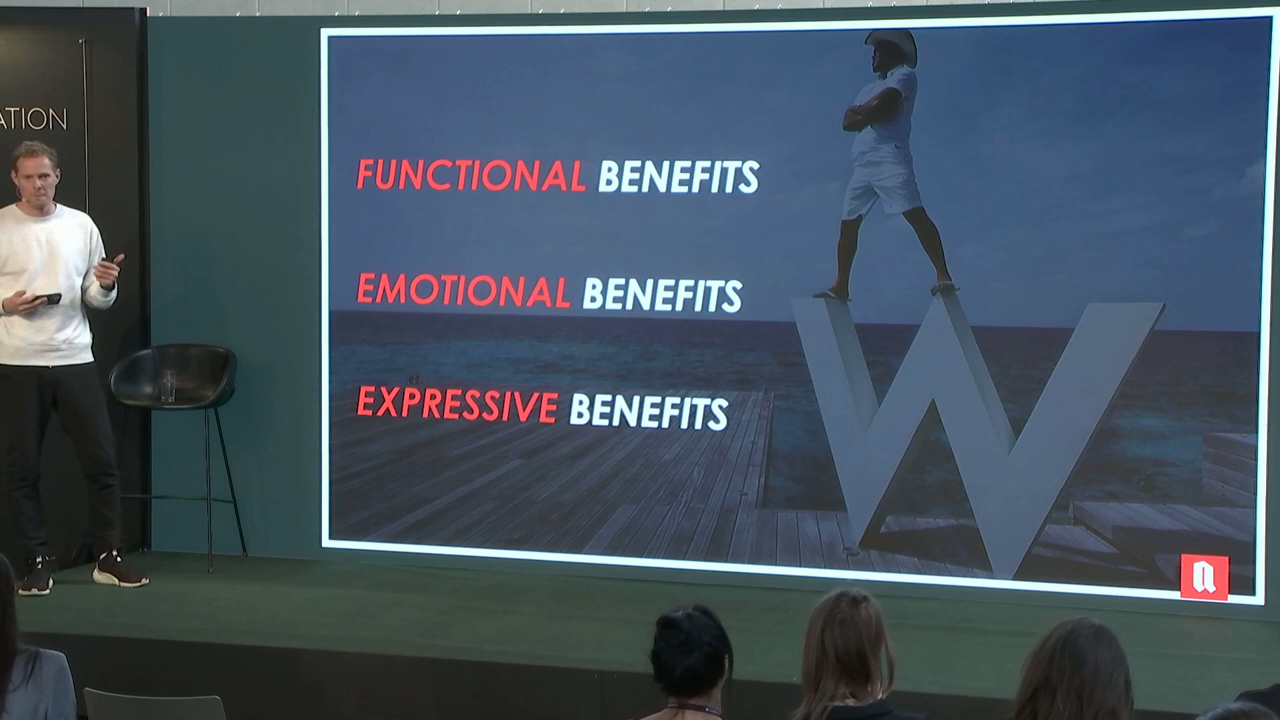 ATION
FUNCTIONAL BENEFITS
EMOTIONAL BENEFITS
EXPRESSIVE BENEFITS
W
a